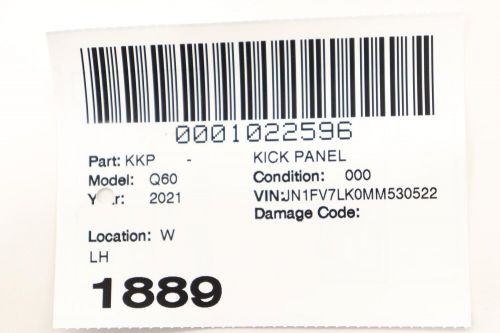 0001022596
Part: KKP - KICK PANEL
Model: Q60 Condition: 000
2021 VIN:JN1FV7LK0MM530522
Damage Code:
Location: W
LH
1889